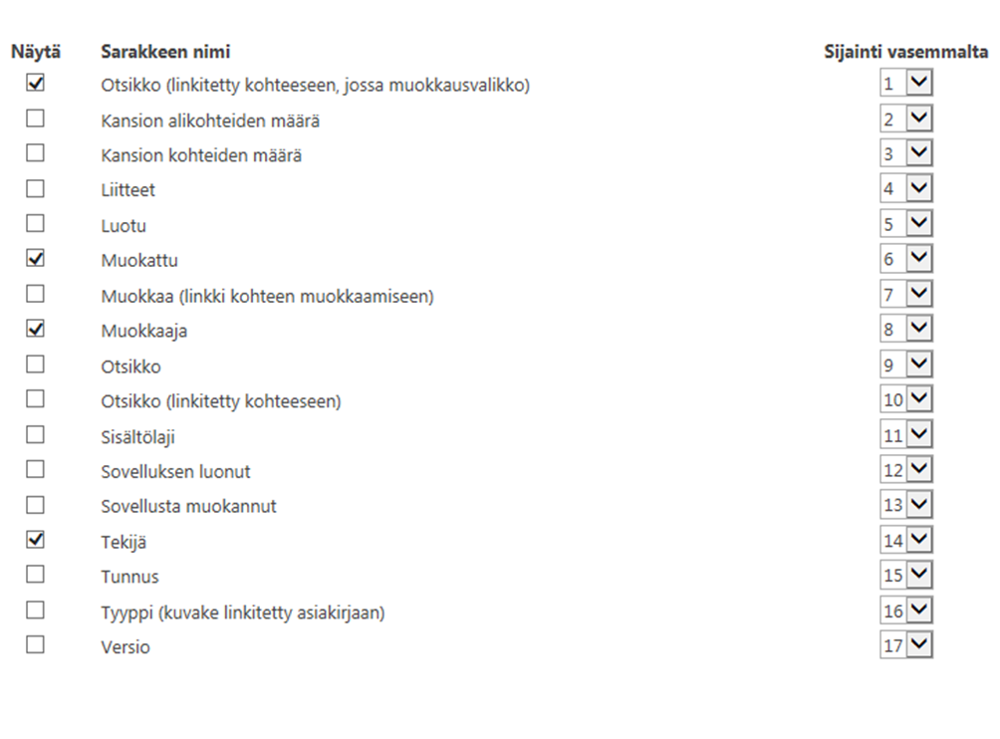 Näytä Sarakkeen nimi Sijainti vasemmalta
Otsikko (linkitetty kohteeseen, jossa muokkausvalikko) 1
Kansion alikohteiden määrä 2
Kansion kohteiden määrä 3
Liitteet 4
Luotu 5
Muokattu 6
Muokkaa (linkki kohteen muokkaamiseen) 7
Muokkaaja 8
Otsikko 9
Otsikko (linkitetty kohteeseen) 10
Sisältölaji 11
Sovelluksen luonut 12
Sovellusta muokannut 13
Tekijä 14
Tunnus 15
Tyyppi (kuvake linkitetty asiakirjaan) 16
Versio 17